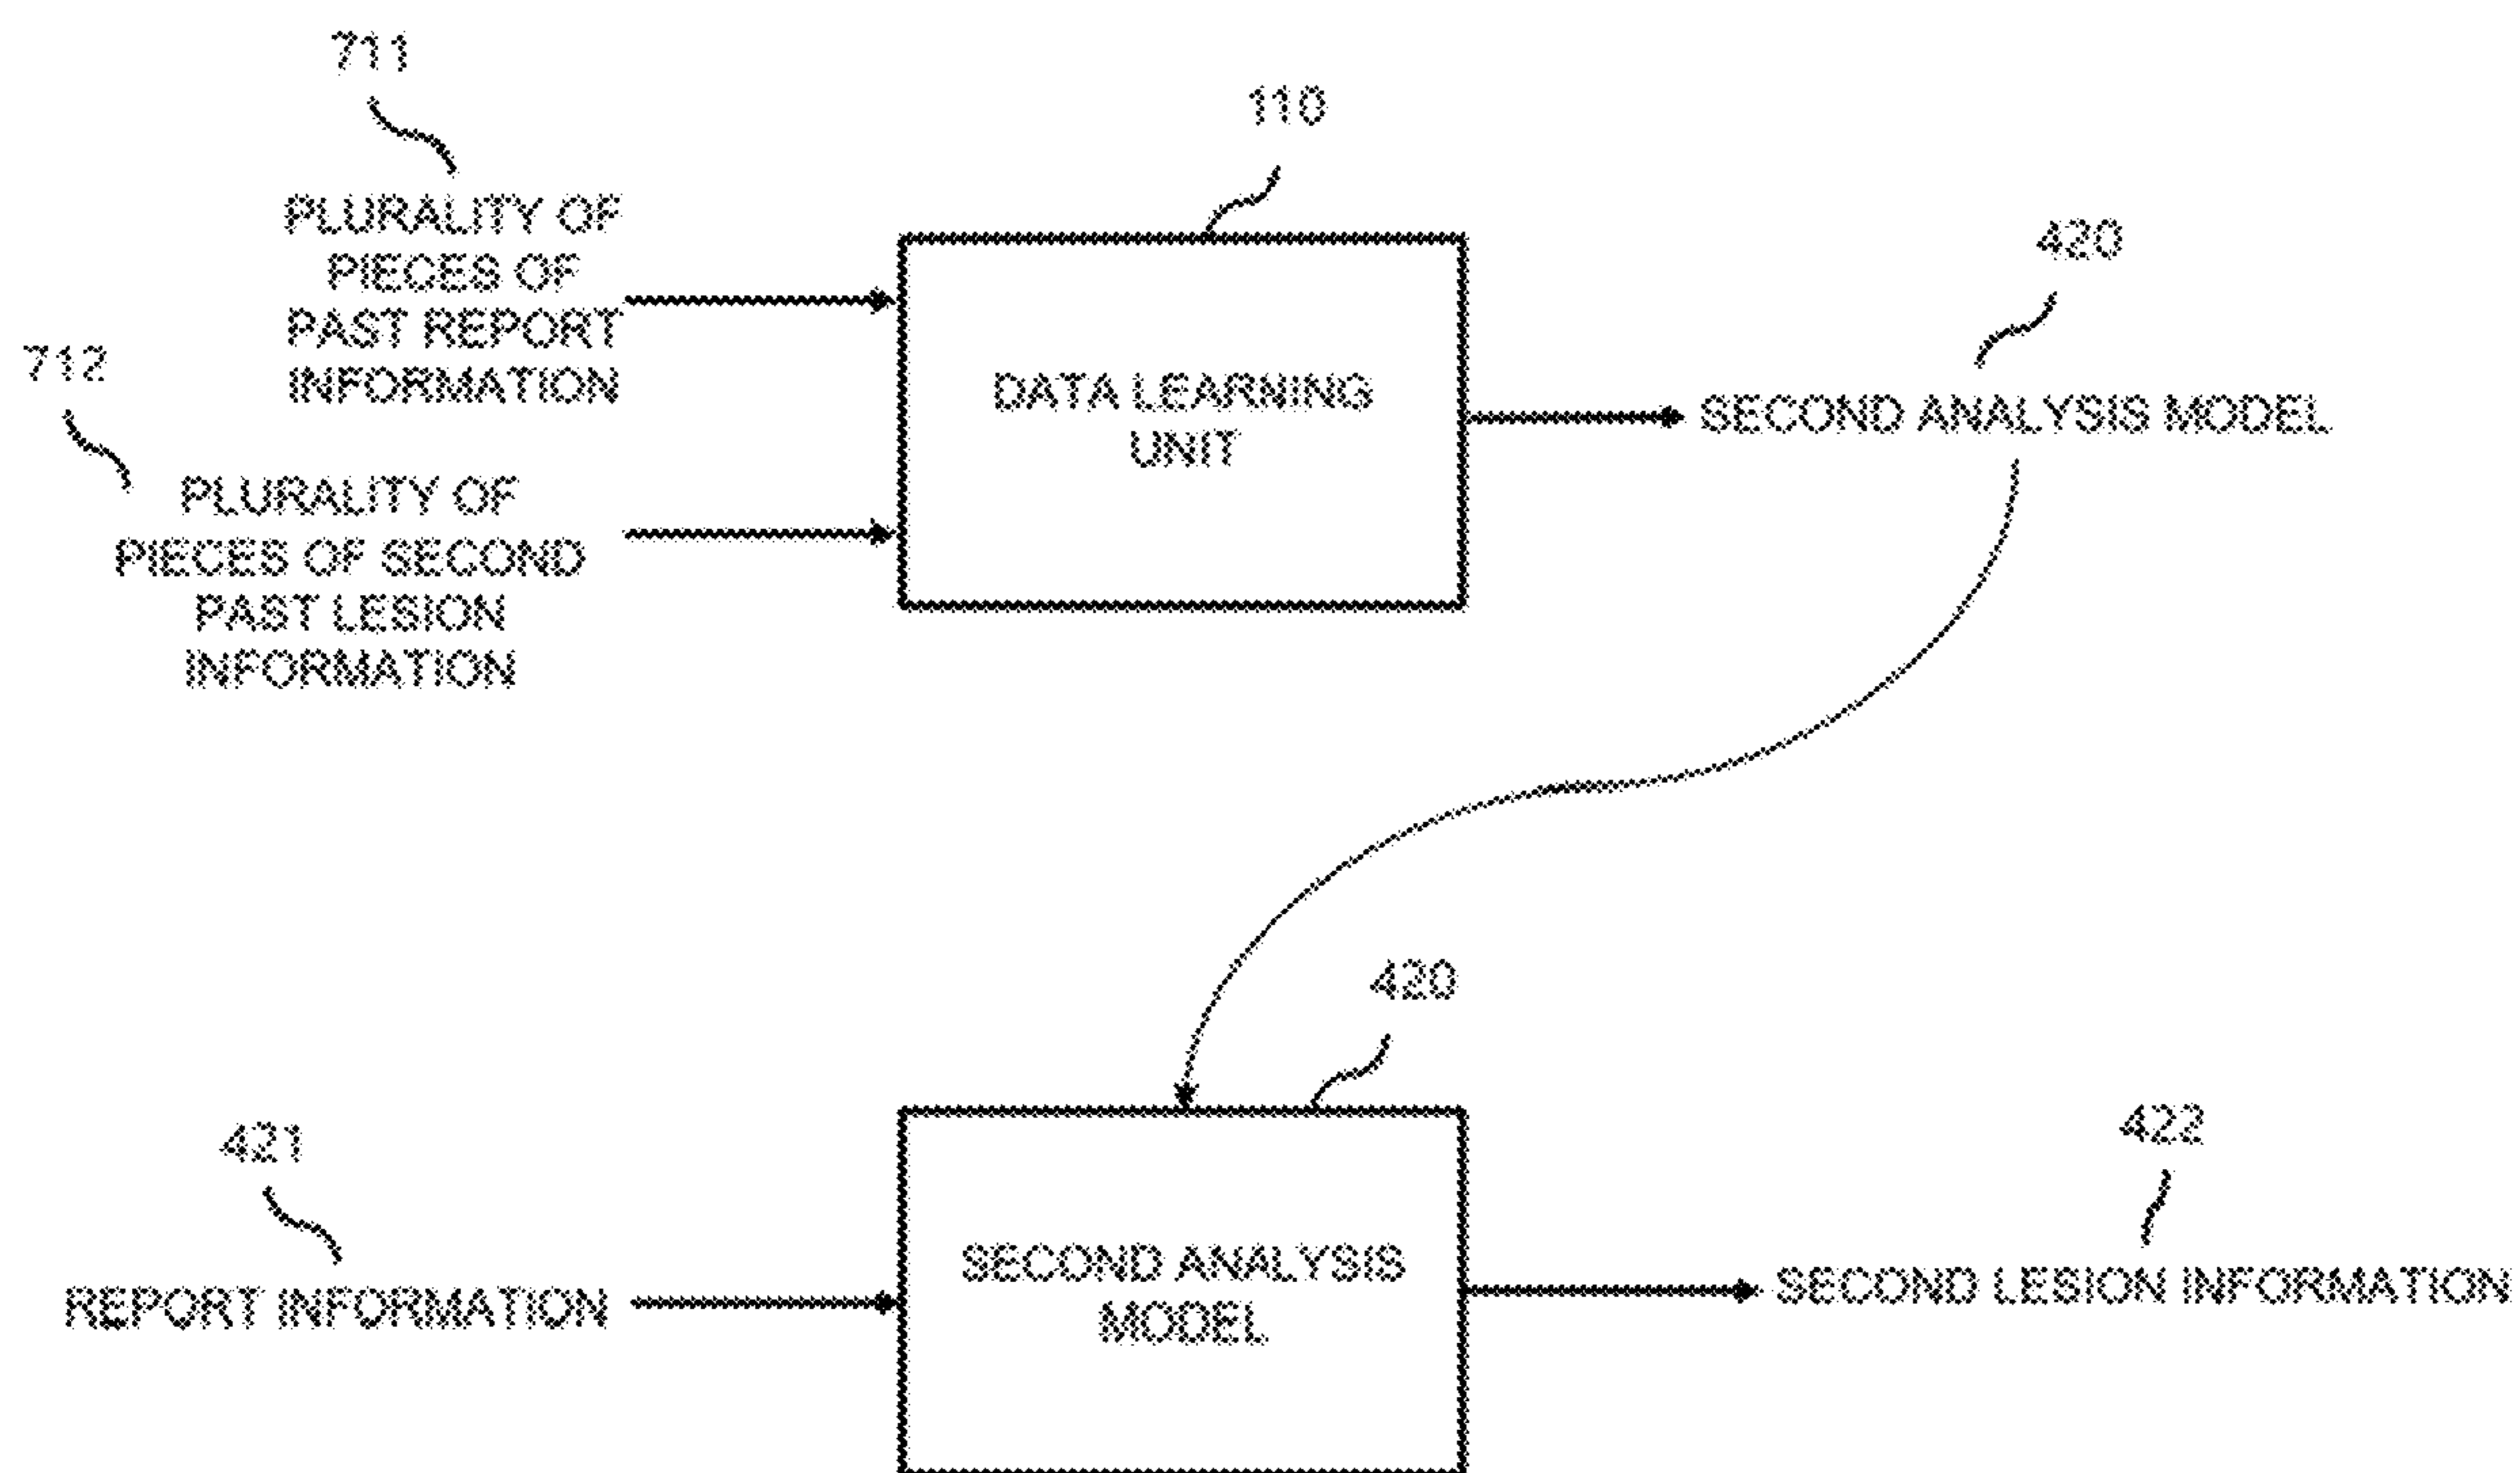 711
PLURALITY OF
PIECES OF
PAST REPORT
INFORMATION
712
PLURALITY OF
PIECES OF SECOND
PAST LESION
INFORMATION
110
DATA LEARNING
UNIT
420
SECOND ANALYSIS MODEL
421
REPORT INFORMATION
420
SECOND ANALYSIS
MODEL
422
SECOND LESION INFORMATION